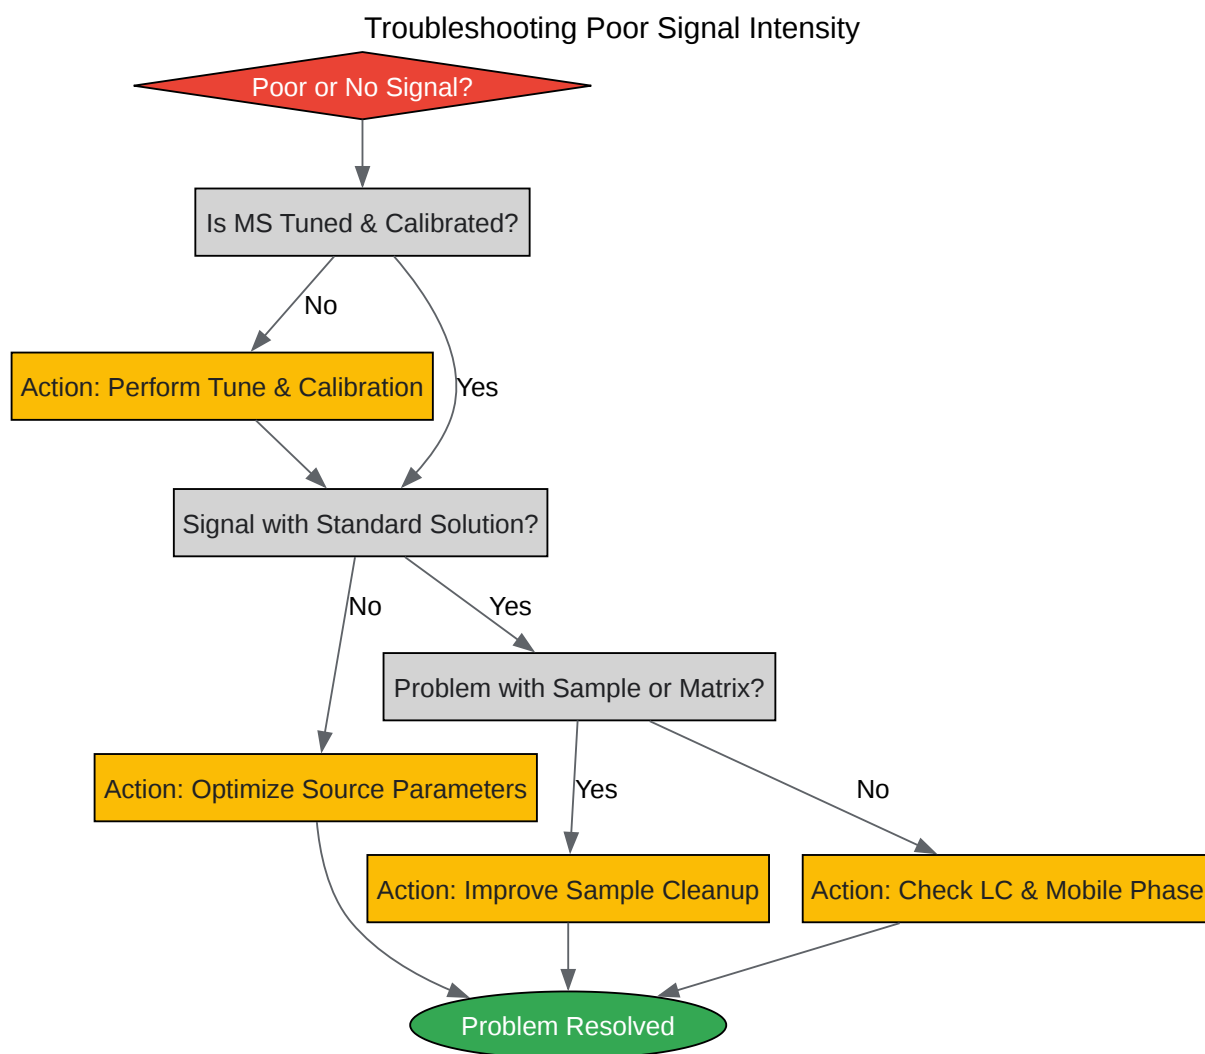 Troubleshooting Poor Signal Intensity
Poor or No Signal?
Is MS Tuned & Calibrated?
No
Action: Perform Tune & Calibration
Yes
Signal with Standard Solution?
No
Yes
Problem with Sample or Matrix?
Action: Optimize Source Parameters
Yes
No
Action: Improve Sample Cleanup
Action: Check LC & Mobile Phase
Problem Resolved